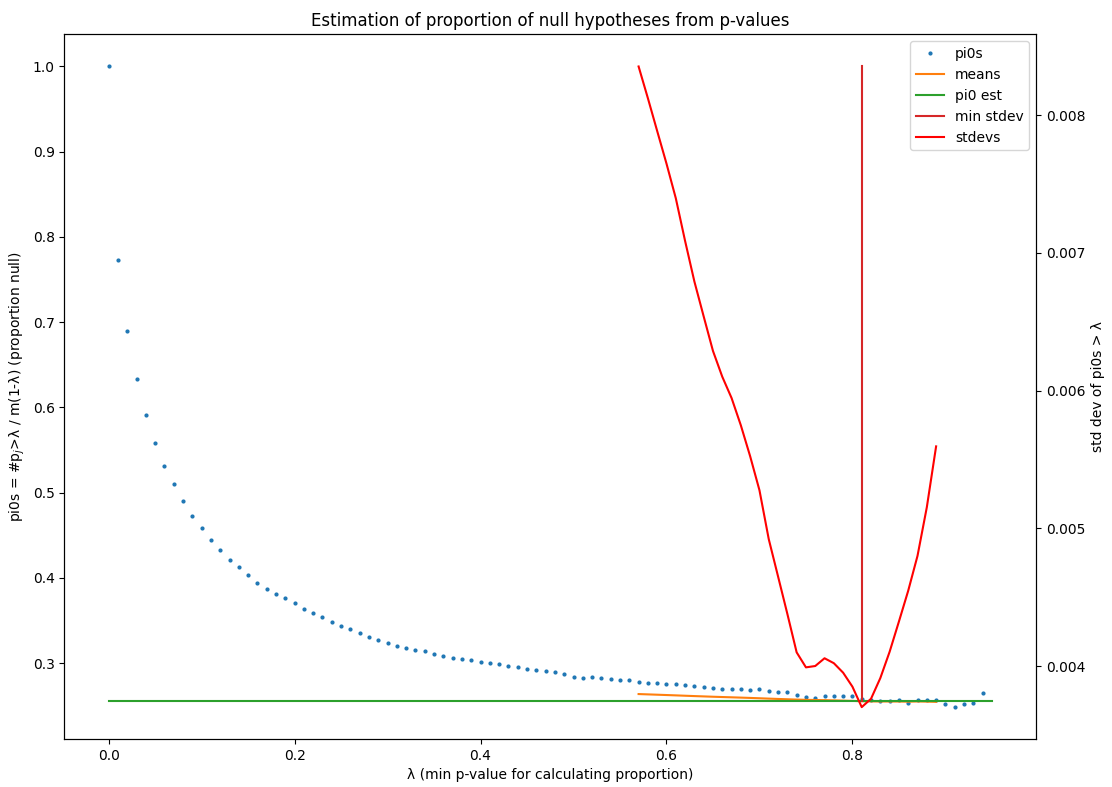 Estimation of proportion of null hypotheses from p-values
pi0s
means
pi0 est
min stdev
stdevs
1.0
0.9
0.8
0.7
0.6
0.5
0.4
0.3
pi0s = #pⱼ>λ / m(1-λ) (proportion null)
0.008
0.007
0.006
0.005
0.004
std dev of pi0s > λ
0.0
0.2
0.4
0.6
0.8
λ (min p-value for calculating proportion)